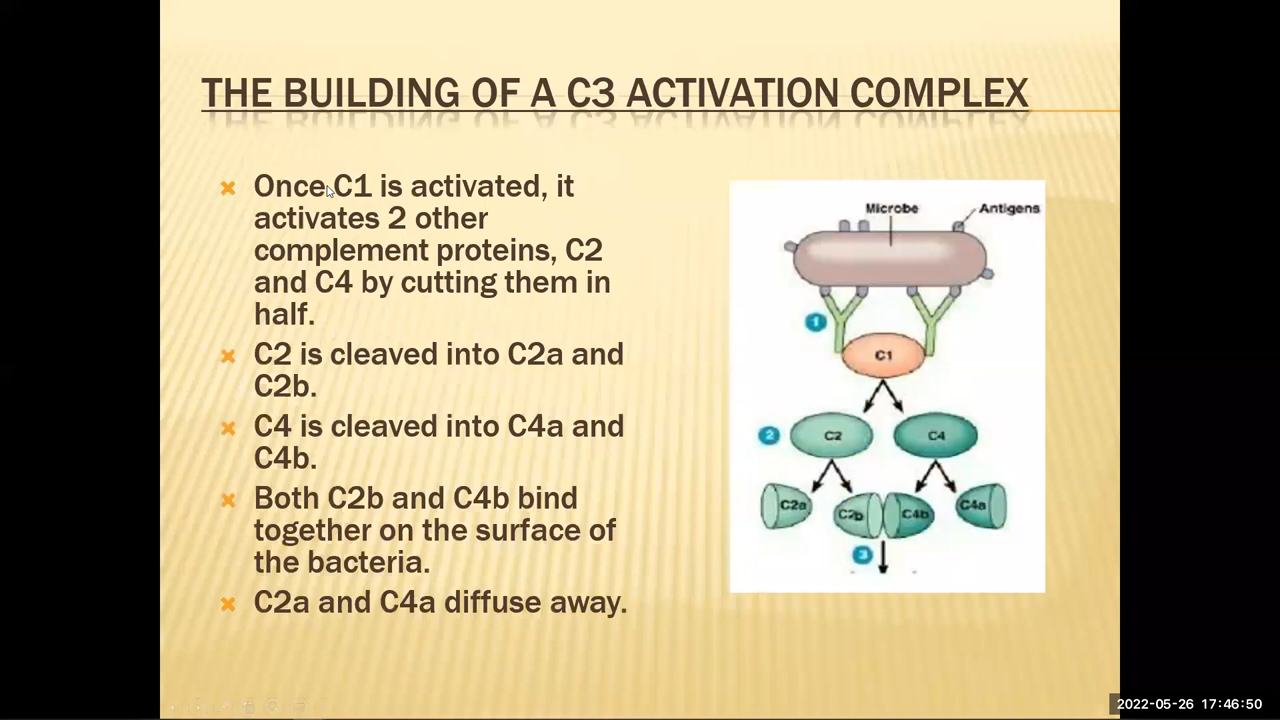 THE BUILDING OF A C3 ACTIVATION COMPLEX
Once C1 is activated, it
activates 2 other
complement proteins, C2
and C4 by cutting them in
half.
C2 is cleaved into C2a and
C2b.
C4 is cleaved into C4a and
C4b.
Both C2b and C4b bind
together on the surface of
the bacteria.
C2a and C4a diffuse away.
Microbe
Antigens
1
C1
2
C2
C4
C2a
C2b
C4b
C4a
3
2022-05-26 17:46:50